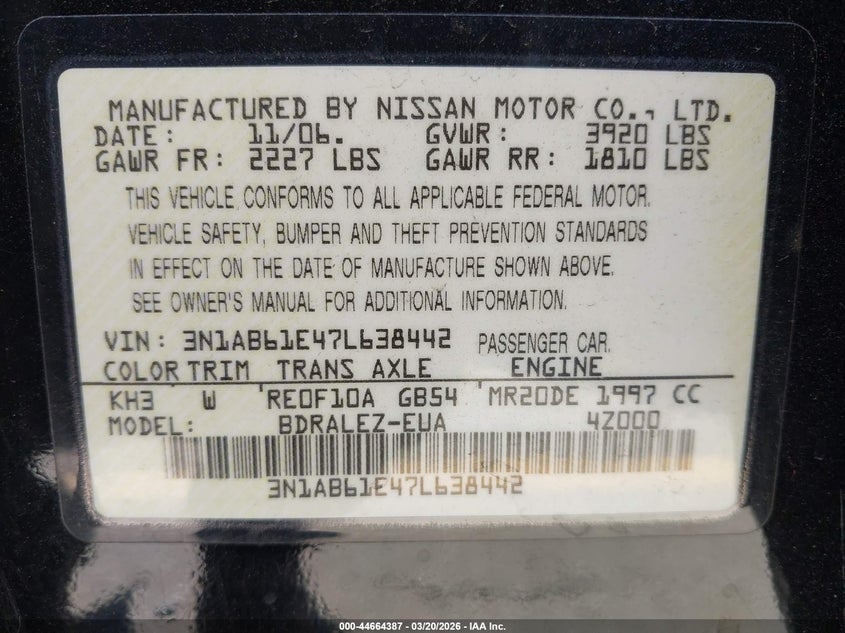 MANUFACTURED BY NISSAN MOTOR CO., LTD.
DATE: 11/06. GVWR: 3920 LBS
GAWR FR: 2227 LBS GAWR RR: 1810 LBS
THIS VEHICLE CONFORMS TO ALL APPLICABLE FEDERAL MOTOR
VEHICLE SAFETY, BUMPER AND THEFT PREVENTION STANDARDS
IN EFFECT ON THE DATE OF MANUFACTURE SHOWN ABOVE.
SEE OWNER'S MANUAL FOR ADDITIONAL INFORMATION.
VIN: 3N1AB61E47L638442 PASSENGER CAR
COLOR TRIM TRANS AXLE ENGINE
KH3 W RE0F10A GB54 MR20DE 1997 CC
MODEL: BDRALEZ-EUA 4Z000
3N1AB61E47L638442
000-44664387 - 03/20/2026 - IAA Inc.